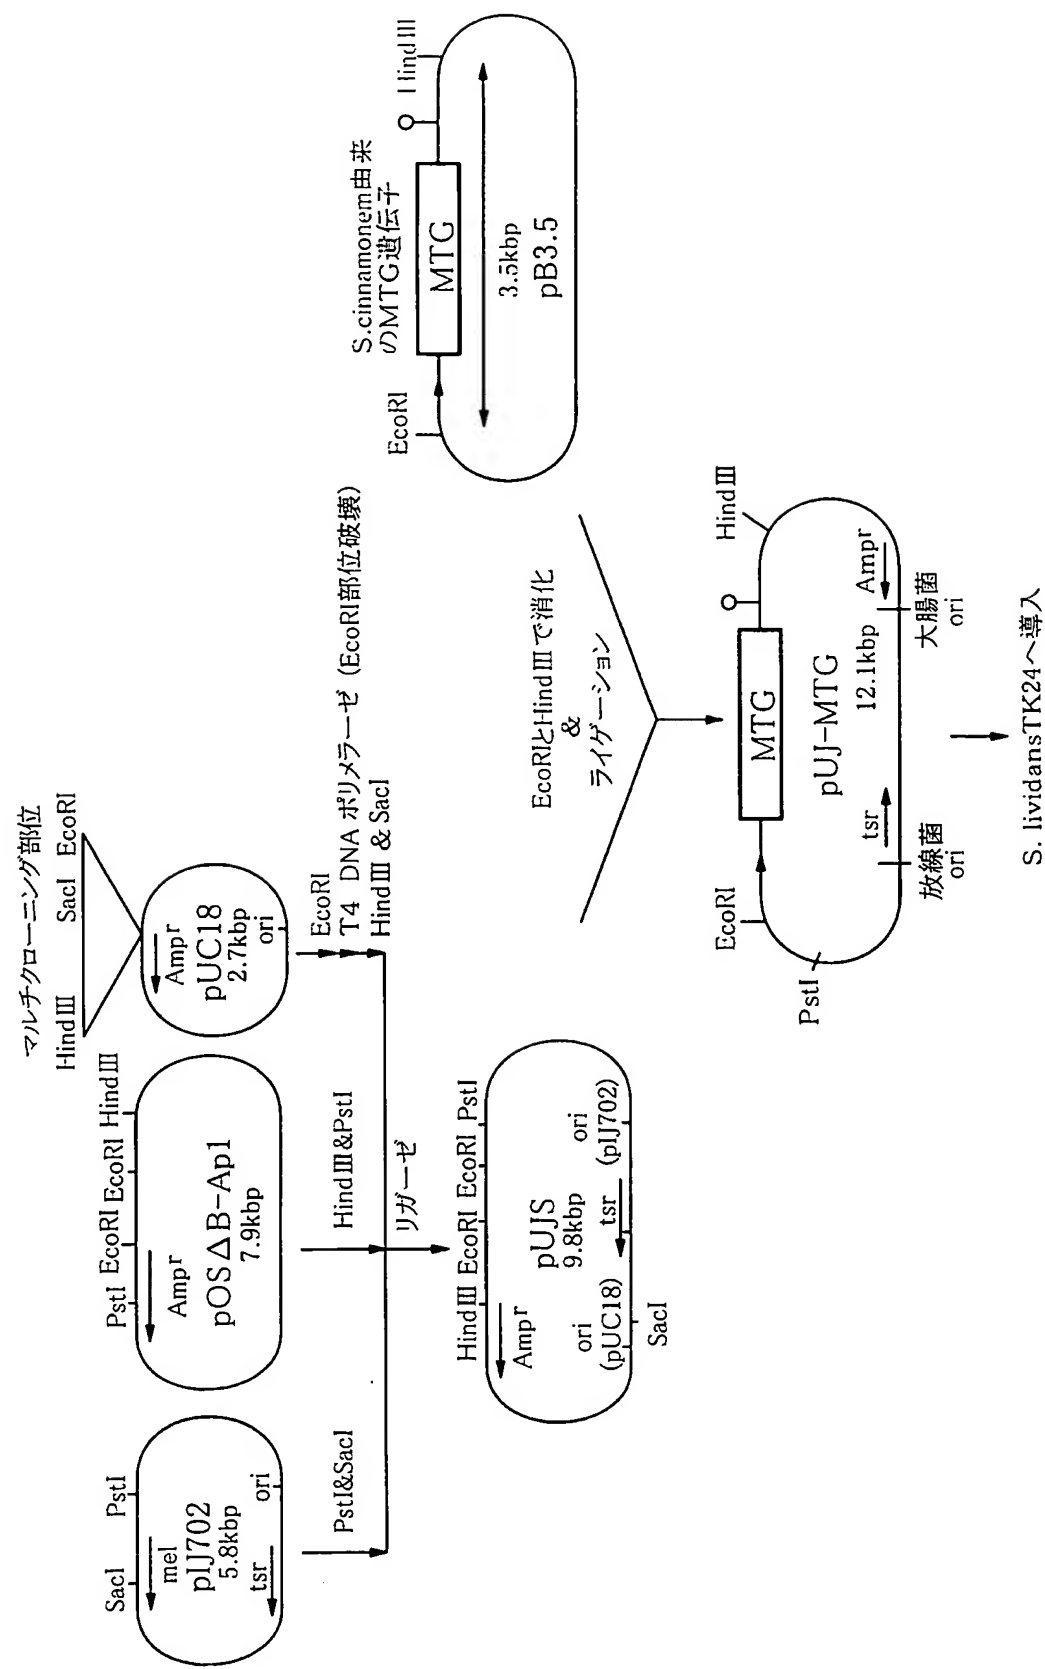 SacI
PstI
mel
pIJ702
5.8kbp
tsr
ori
PstI
EcoRI
EcoRI
HindⅢ
Ampr
pOS△B-Ap1
7.9kbp
マルチクローニング部位
HindⅢ
SacI
EcoRI
Ampr
pUC18
2.7kbp
ori
PstI&SacI
HindⅢ&PstI
EcoRI
T4 DNA ポリメラーゼ (EcoRI部位破壊)
HindⅢ & SacI
リガーゼ
HindⅢ
EcoRI
EcoRI
PstI
Ampr
pUJS
9.8kbp
ori
(pUC18)
tsr
ori
(pIJ702)
SacI
S.cinnamonem由来
のMTG遺伝子
EcoRI
MTG
HindⅢ
3.5kbp
pB3.5
EcoRIとHindⅢで消化
&
ライゲーション
PstI
EcoRI
MTG
HindⅢ
pUJ-MTG
12.1kbp
tsr
Ampr
放線菌
ori
大腸菌
ori
S. lividansTK24へ導入